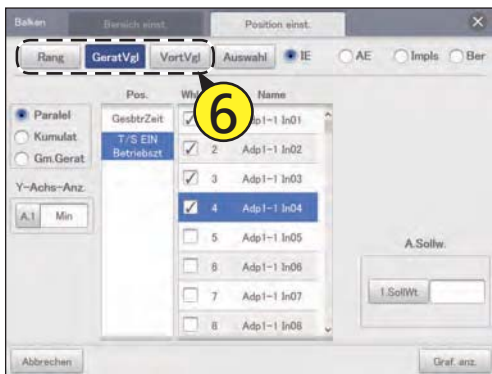 Balken Bereich einst. Position einst. X
Rang GerätVgl VortVgl Auswahl IE AE Impls Ber
6
Pos. Whl Name
Paralel
Kumulat.
Gm.Gerat
GesbtrZeit
T/S EIN
Betriebszt
dp1-1 In01
2 Adp1-1 In02
3 Adp1-1 In03
4 Adp1-1 In04
5 Adp1-1 In05
6 Adp1-1 In06
7 Adp1-1 In07
8 Adp1-1 In08
Y-Achs-Anz.
A.1 Min
A.Sollw.
1.SollWt
Abbrechen Graf. anz.